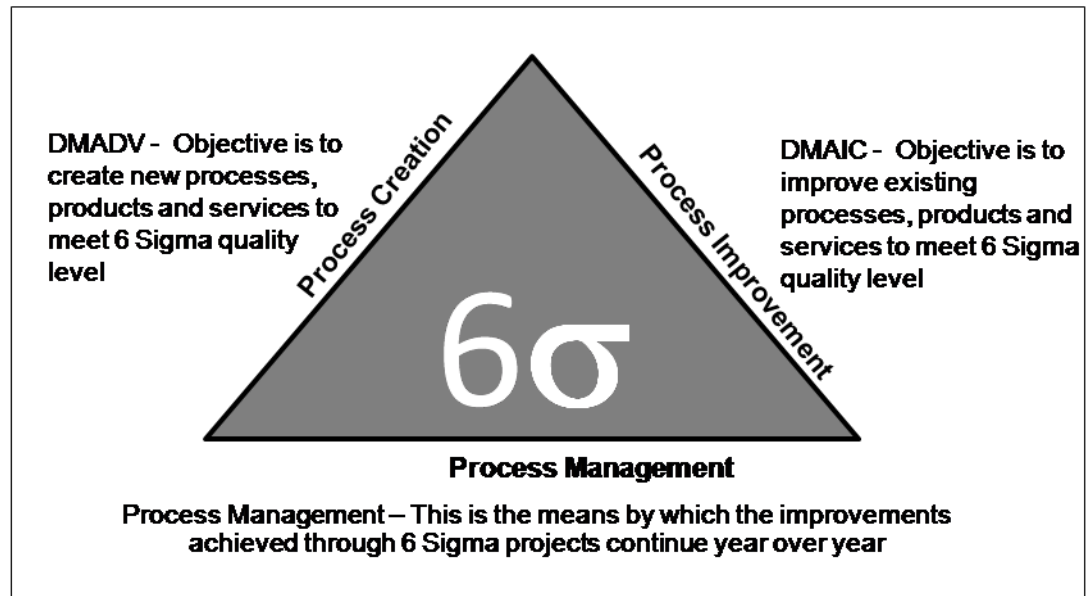 DMADV - Objective is to
create new processes,
products and services to
meet 6 Sigma quality
level
Process Creation
Process Improvement
DMAIC - Objective is to
improve existing
processes, products and
services to meet 6 Sigma
quality level
6σ
Process Management
Process Management – This is the means by which the improvements
achieved through 6 Sigma projects continue year over year